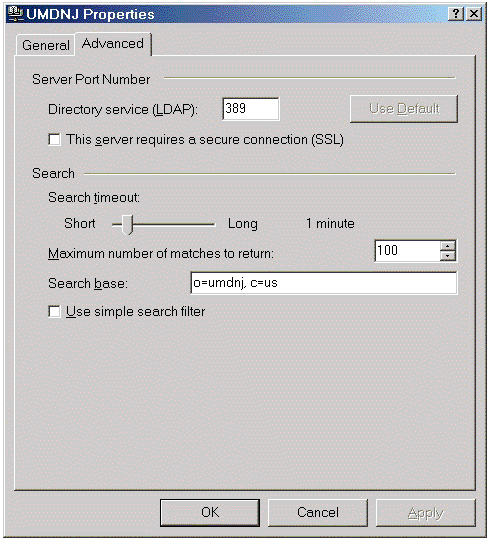 UMDNJ Properties
General Advanced
Server Port Number
Directory service (LDAP): 389 Use Default
This server requires a secure connection (SSL)
Search
Search timeout:
Short Long 1 minute
Maximum number of matches to return: 100
Search base: o=umdnj, c=us
Use simple search filter
OK Cancel Apply